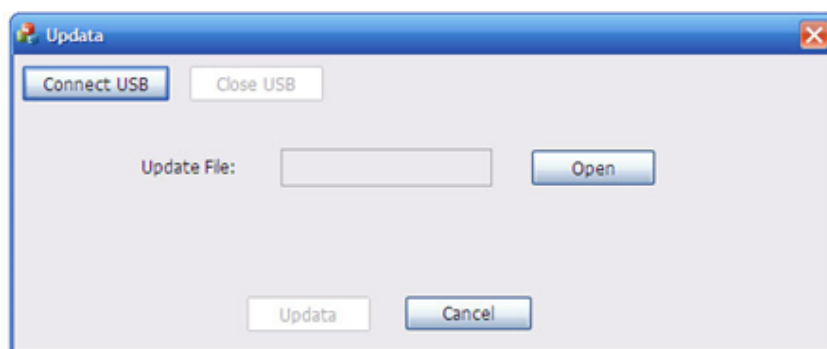 Updata
Connect USB Close USB
Update File: Open
Updata Cancel